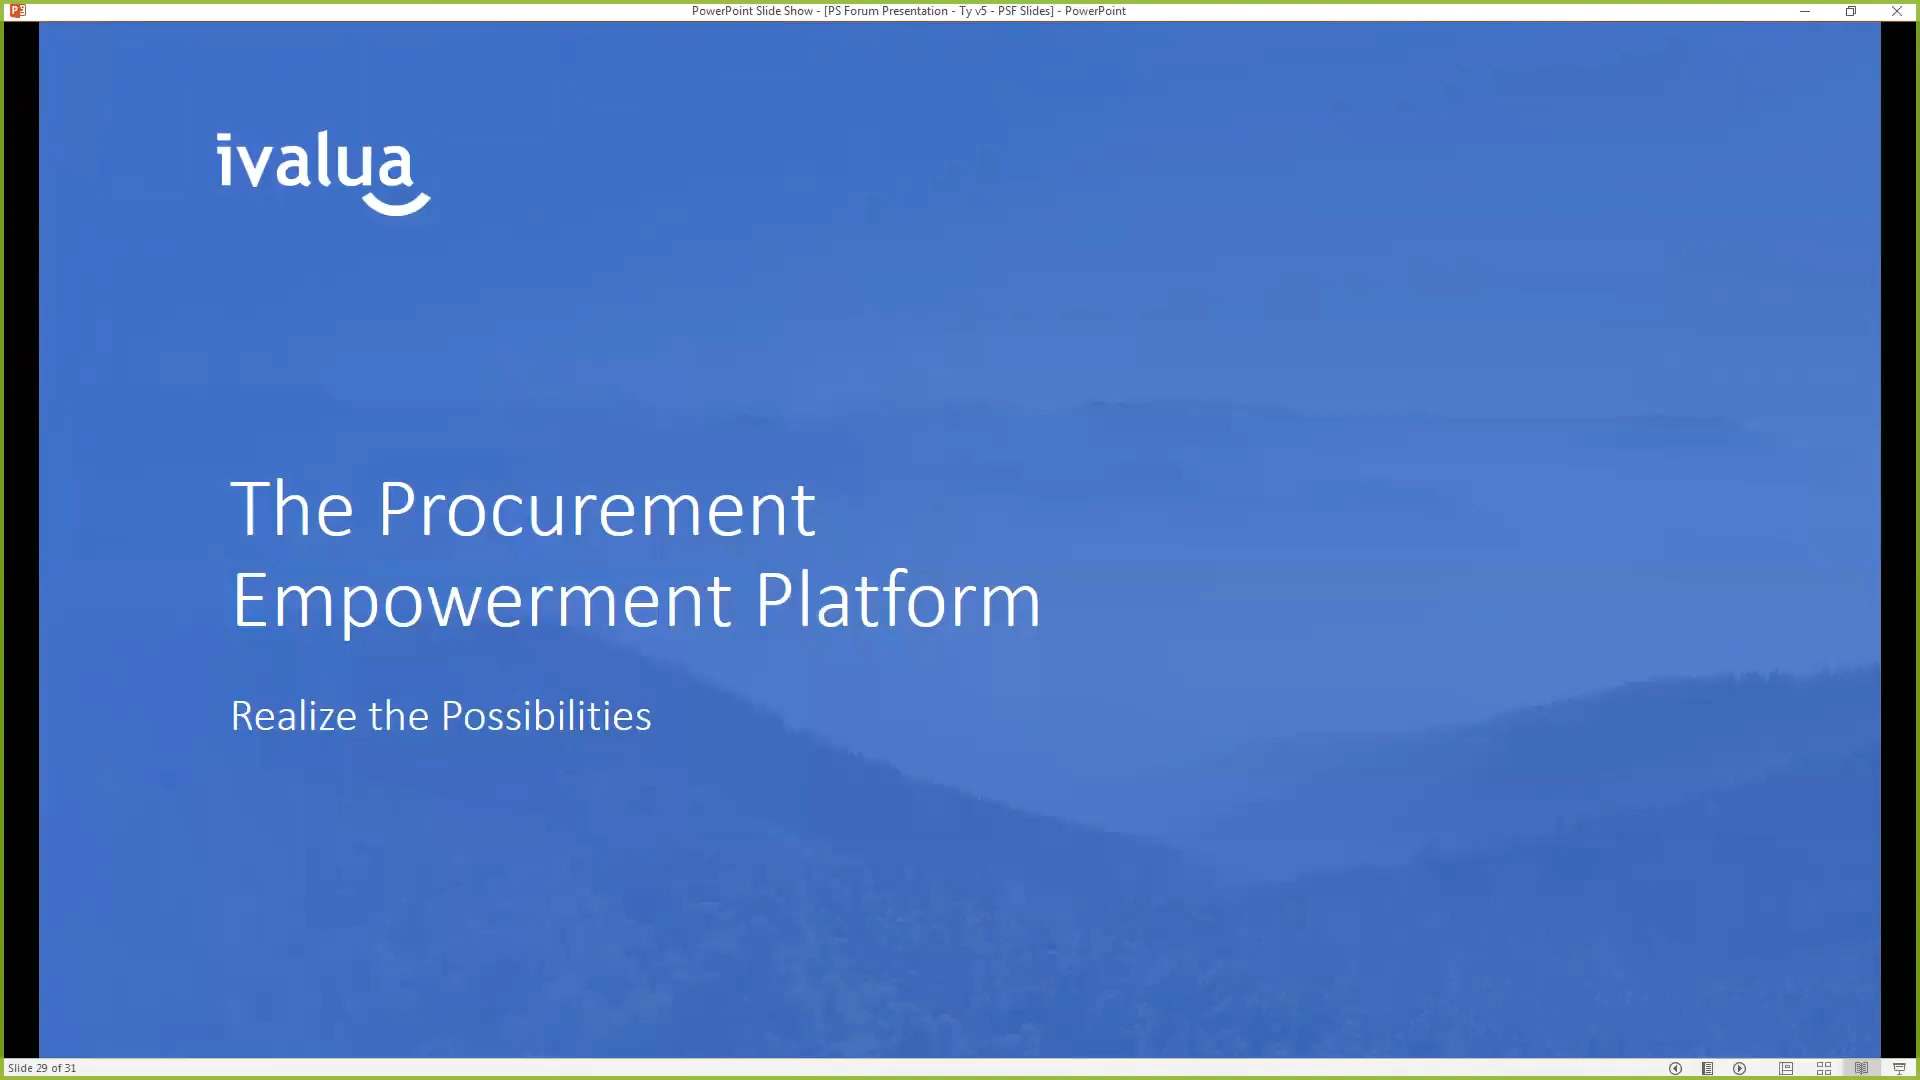 PowerPoint Slide Show - [PS Forum Presentation - Ty v5 - PSF Slides] - PowerPoint
ivalua
The Procurement
Empowerment Platform
Realize the Possibilities
Slide 29 of 31